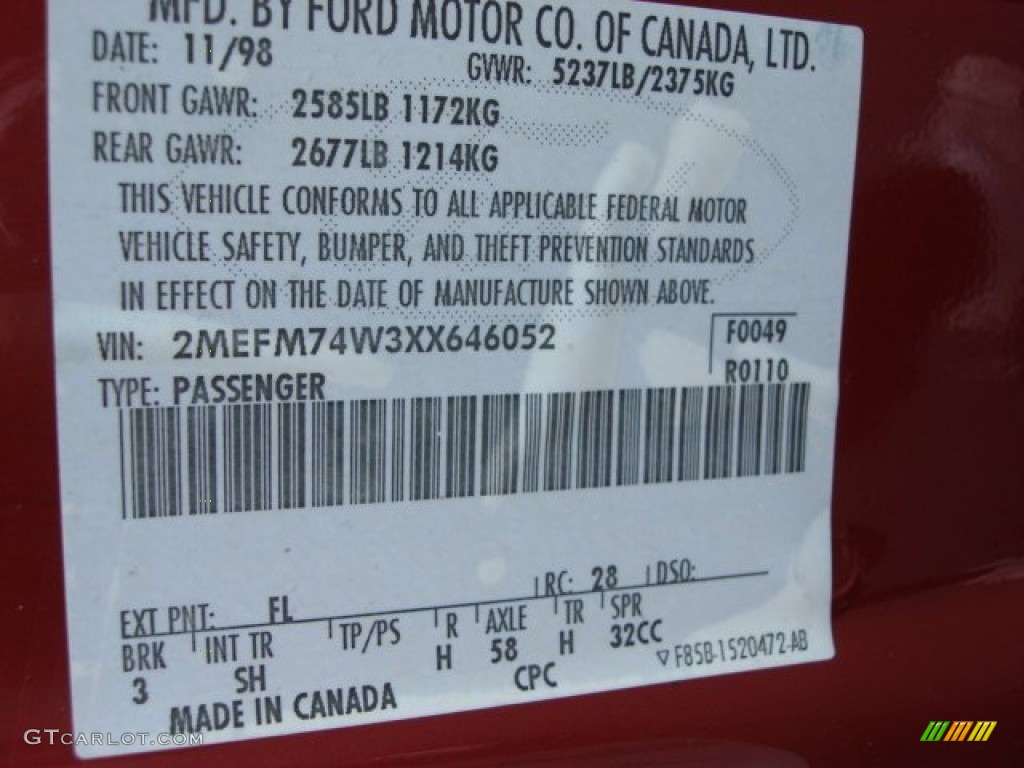 MFD. BY FORD MOTOR CO. OF CANADA, LTD.
DATE: 11/98
GVWR: 5237LB/2375KG
FRONT GAWR: 2585LB 1172KG
REAR GAWR: 2677LB 1214KG
THIS VEHICLE CONFORMS TO ALL APPLICABLE FEDERAL MOTOR
VEHICLE SAFETY, BUMPER, AND THEFT PREVENTION STANDARDS
IN EFFECT ON THE DATE OF MANUFACTURE SHOWN ABOVE.
VIN: 2MEFM74W3XX646052
F0049
R0110
TYPE: PASSENGER
EXT PNT: FL
RC: 28 DSO:
BRK INT TR TP/PS R AXLE TR SPR
3 SH H 58 H 32CC
CPC
▽ F85B-1520472-AB
MADE IN CANADA
GTCARLOT.COM